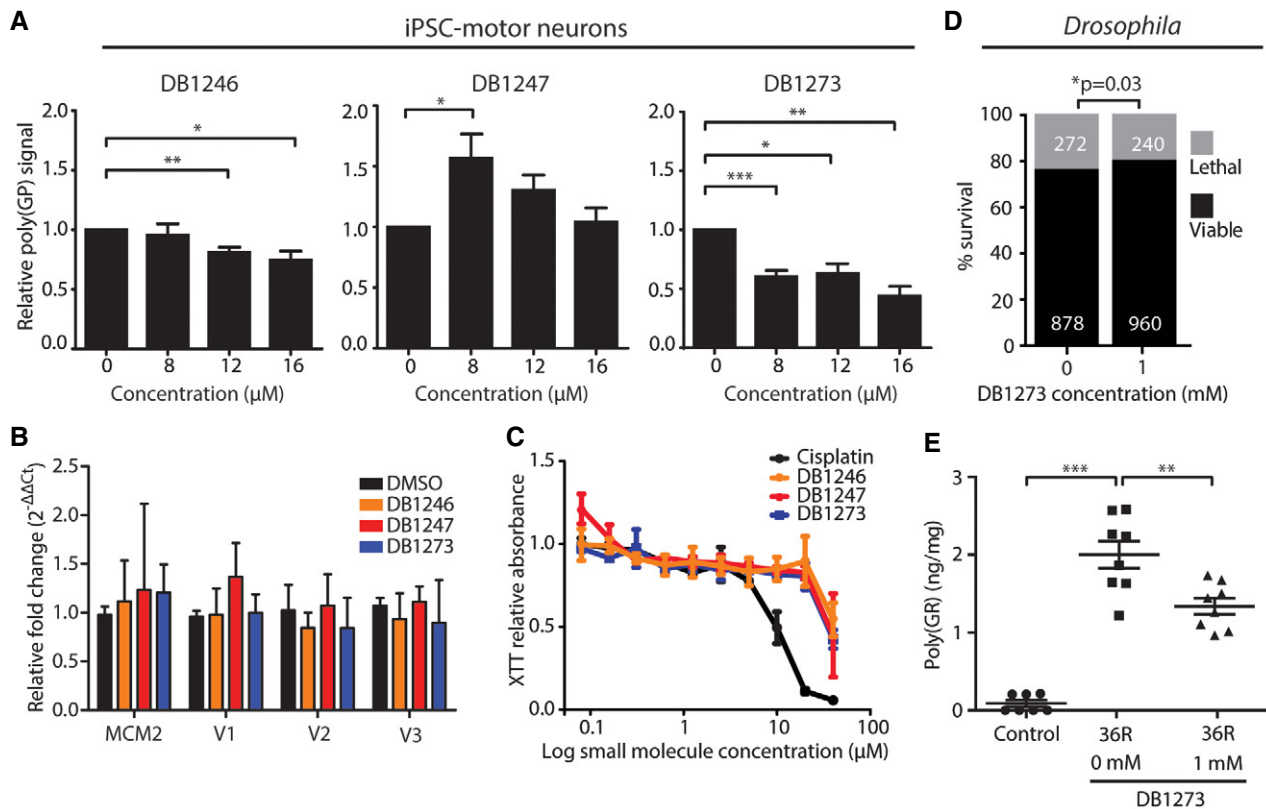 A
iPSC-motor neurons
DB1246
DB1247
DB1273
Relative poly(GP) signal
2.0
1.5
1.0
0.5
0.0
*
**
0
8
12
16
Concentration (µM)
2.0
1.5
1.0
0.5
0.0
*
0
8
12
16
Concentration (µM)
2.0
1.5
1.0
0.5
0.0
**
*
***
0
8
12
16
Concentration (µM)
D
Drosophila
*p=0.03
% survival
100
80
60
40
20
0
272
240
878
960
Lethal
Viable
0
1
DB1273 concentration (mM)
B
Relative fold change (2^-ΔΔCt)
2.5
2.0
1.5
1.0
0.5
0.0
DMSO
DB1246
DB1247
DB1273
MCM2
V1
V2
V3
C
XTT relative absorbance
1.5
1.0
0.5
0.0
Cisplatin
DB1246
DB1247
DB1273
0.1
1
10
100
Log small molecule concentration (µM)
E
Poly(GR) (ng/mg)
3
2
1
0
***
**
Control
36R
0 mM
36R
1 mM
DB1273